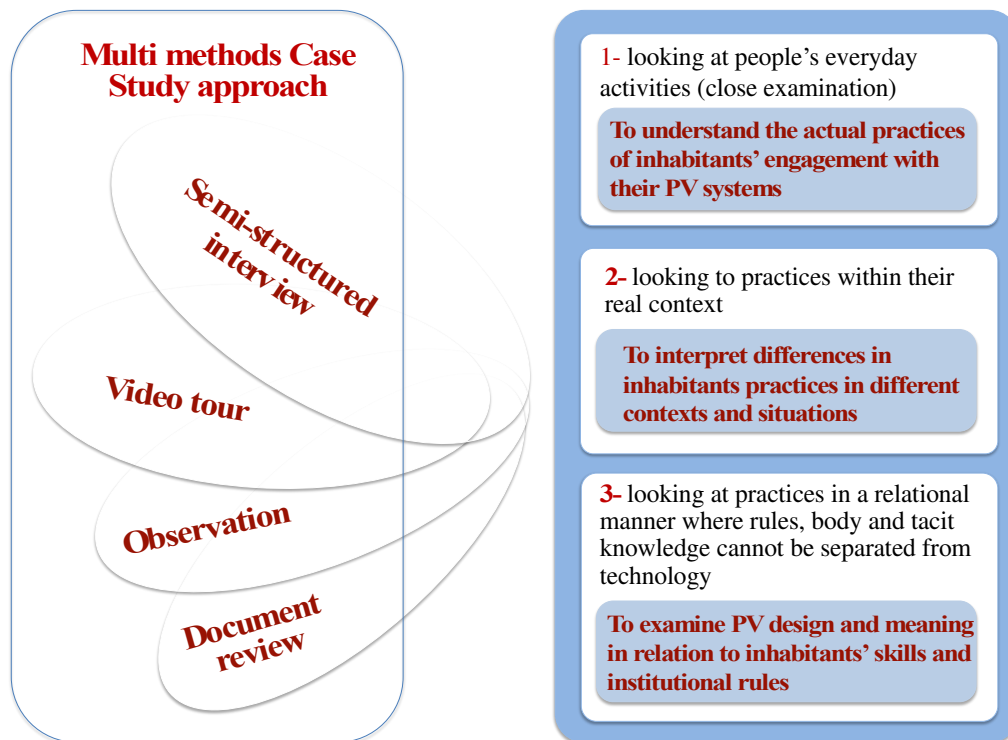 Multi methods Case
Study approach
Semi-structured
interview
Video tour
Observation
Document
review
1- looking at people’s everyday
activities (close examination)
To understand the actual practices
of inhabitants’ engagement with
their PV systems
2- looking to practices within their
real context
To interpret differences in
inhabitants practices in different
contexts and situations
3- looking at practices in a relational
manner where rules, body and tacit
knowledge cannot be separated from
technology
To examine PV design and meaning
in relation to inhabitants’ skills and
institutional rules